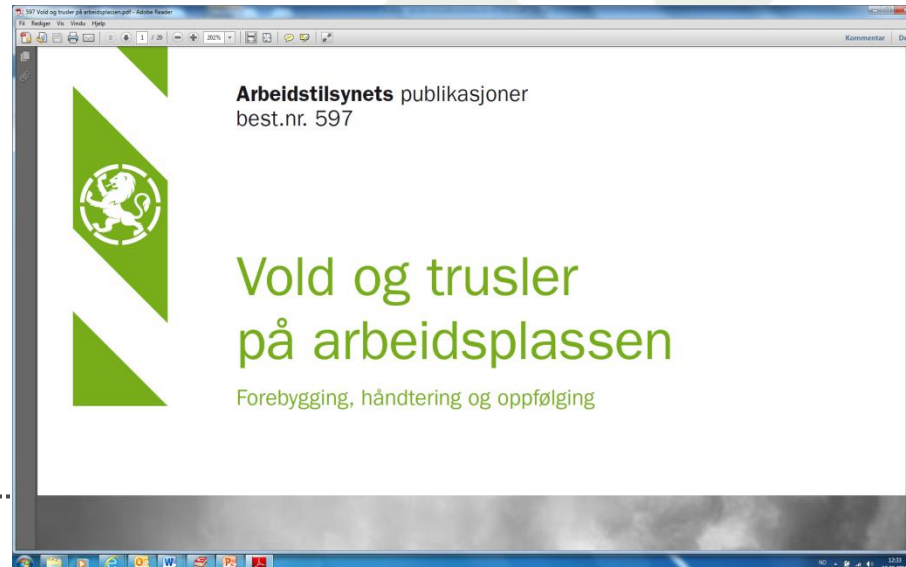 597 Vold og trusler på arbeidsplassen.pdf - Adobe Reader
Fil Rediger Vis Vindu Hjelp
1 / 20 202% Kommentar
Arbeidstilsynets publikasjoner
best.nr. 597
Vold og trusler
på arbeidsplassen
Forebygging, håndtering og oppfølging
NO 12:33